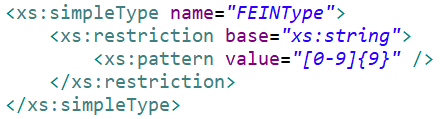 <xs:simpleType name="FEINType">
    <xs:restriction base="xs:string">
        <xs:pattern value="[0-9]{9}" />
    </xs:restriction>
</xs:simpleType>